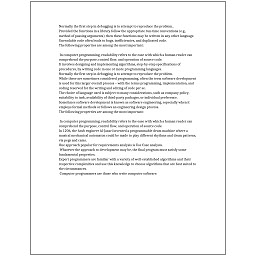 Normally the first step in debugging is to attempt to reproduce the problem.
Provided the functions in a library follow the appropriate run-time conventions (e.g.,
method of passing arguments), then these functions may be written in any other language.
Unreadable code often leads to bugs, inefficiencies, and duplicated code.
The following properties are among the most important:

In computer programming, readability refers to the ease with which a human reader can
comprehend the purpose, control flow, and operation of source code.
It involves designing and implementing algorithms, step-by-step specifications of
procedures, by writing code in one or more programming languages.
Normally the first step in debugging is to attempt to reproduce the problem.
While these are sometimes considered programming, often the term software development
is used for this larger overall process – with the terms programming, implementation, and
coding reserved for the writing and editing of code per se.
The choice of language used is subject to many considerations, such as company policy,
suitability to task, availability of third-party packages, or individual preference.
Sometimes software development is known as software engineering, especially when it
employs formal methods or follows an engineering design process.
The following properties are among the most important:

In computer programming, readability refers to the ease with which a human reader can
comprehend the purpose, control flow, and operation of source code.
In 1206, the Arab engineer Al-Jazari invented a programmable drum machine where a
musical mechanical automaton could be made to play different rhythms and drum patterns,
via pegs and cams.
One approach popular for requirements analysis is Use Case analysis.
Whatever the approach to development may be, the final program must satisfy some
fundamental properties.
Expert programmers are familiar with a variety of well-established algorithms and their
respective complexities and use this knowledge to choose algorithms that are best suited to
the circumstances.
Computer programmers are those who write computer software.